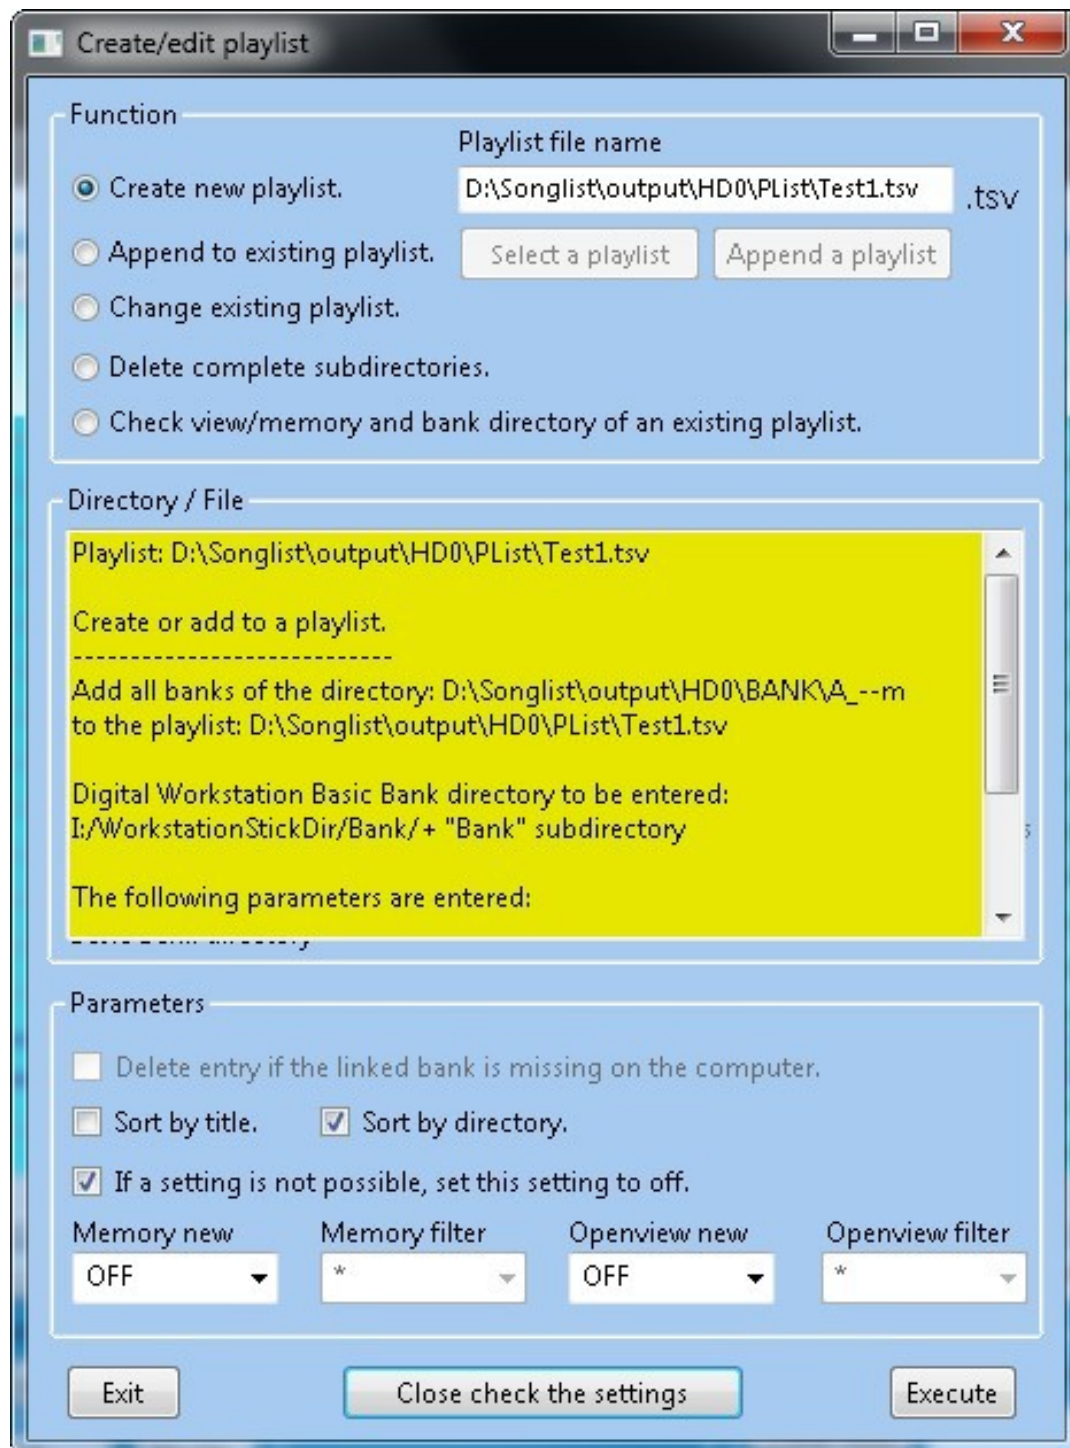 Create/edit playlist
Function
Playlist file name
Create new playlist.
D:\Songlist\output\HD0\PList\Test1.tsv
.tsv
Append to existing playlist.
Select a playlist
Append a playlist
Change existing playlist.
Delete complete subdirectories.
Check view/memory and bank directory of an existing playlist.
Directory / File
Playlist: D:\Songlist\output\HD0\PList\Test1.tsv
Create or add to a playlist.
----------------------------
Add all banks of the directory: D:\Songlist\output\HD0\BANK\A_--m
to the playlist: D:\Songlist\output\HD0\PList\Test1.tsv
Digital Workstation Basic Bank directory to be entered:
I:/WorkstationStickDir/Bank/ + "Bank" subdirectory
The following parameters are entered:
Parameters
Delete entry if the linked bank is missing on the computer.
Sort by title.
Sort by directory.
If a setting is not possible, set this setting to off.
Memory new
Memory filter
Openview new
Openview filter
OFF
*
OFF
*
Exit
Close check the settings
Execute